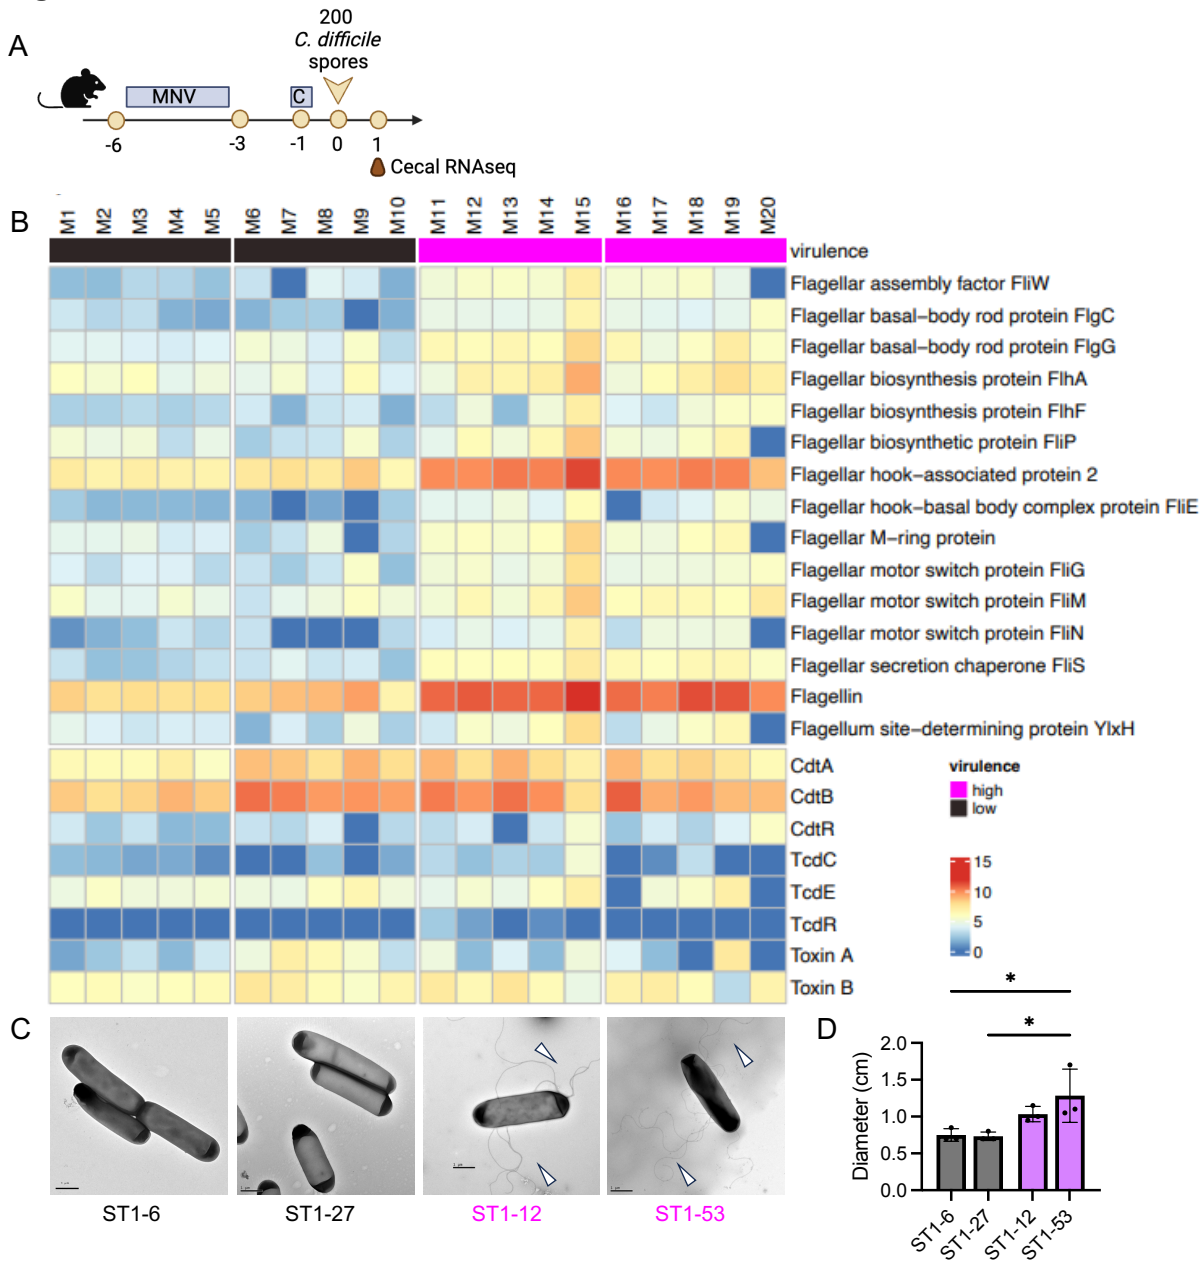 A
200
C. difficile
spores
MNV
C
-6
-3
-1
0
1
Cecal RNAseq
B
M1 M2 M3 M4 M5 M6 M7 M8 M9 M10 M11 M12 M13 M14 M15 M16 M17 M18 M19 M20
virulence
Flagellar assembly factor FliW
Flagellar basal-body rod protein FlgC
Flagellar basal-body rod protein FlgG
Flagellar biosynthesis protein FlhA
Flagellar biosynthesis protein FlhF
Flagellar biosynthetic protein FliP
Flagellar hook-associated protein 2
Flagellar hook-basal body complex protein FliE
Flagellar M-ring protein
Flagellar motor switch protein FliG
Flagellar motor switch protein FliM
Flagellar motor switch protein FliN
Flagellar secretion chaperone FliS
Flagellin
Flagellum site-determining protein YlxH
CdtA
CdtB
CdtR
TcdC
TcdE
TcdR
Toxin A
Toxin B
virulence
high
low
15
10
5
0
C
ST1-6
ST1-27
ST1-12
ST1-53
D
*
*
Diameter (cm)
2.0
1.5
1.0
0.5
0.0
ST1-6
ST1-27
ST1-12
ST1-53